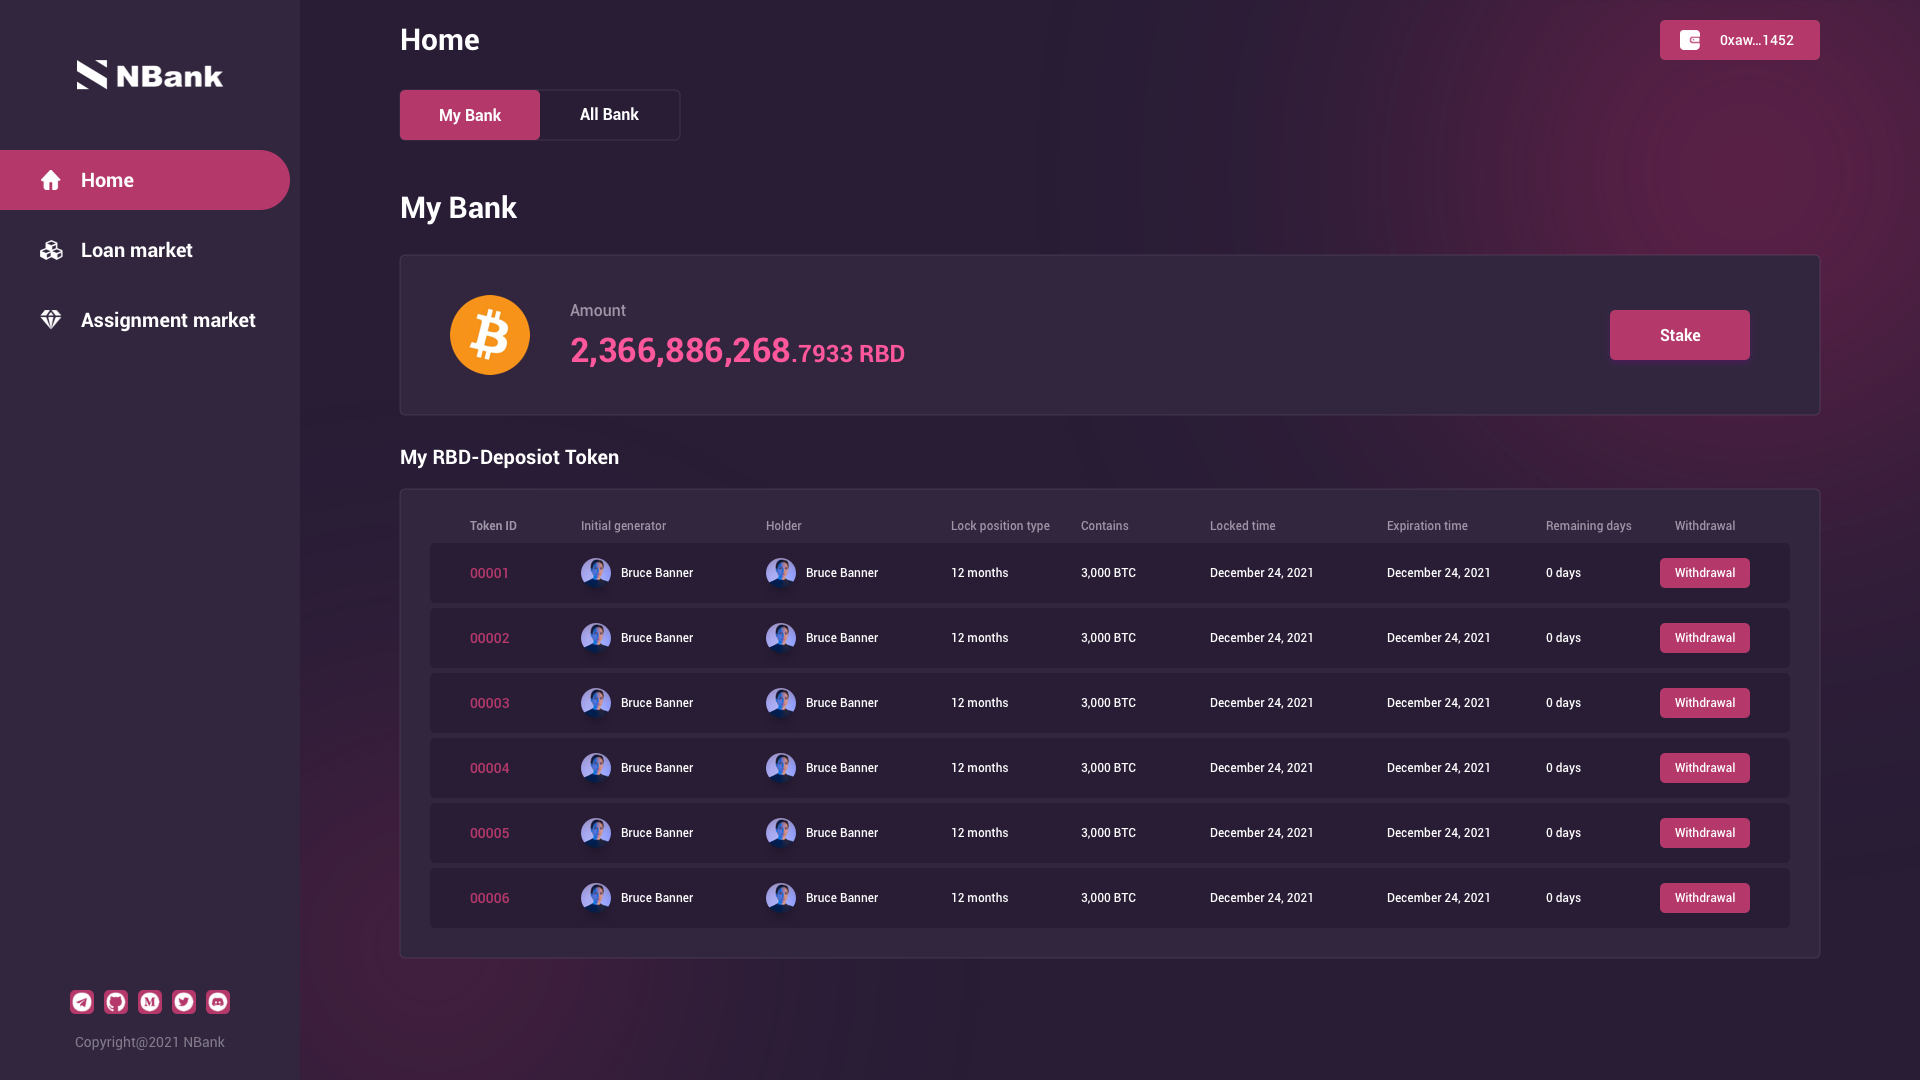 NBank
Home
Loan market
Assignment market
Copyright@2021 NBank
Home
0xaw...1452
My Bank
All Bank
My Bank
Amount
2,366,886,268.7933 RBD
Stake
My RBD-Deposiot Token
Token ID Initial generator Holder Lock position type Contains Locked time Expiration time Remaining days Withdrawal
00001 Bruce Banner Bruce Banner 12 months 3,000 BTC December 24, 2021 December 24, 2021 0 days Withdrawal
00002 Bruce Banner Bruce Banner 12 months 3,000 BTC December 24, 2021 December 24, 2021 0 days Withdrawal
00003 Bruce Banner Bruce Banner 12 months 3,000 BTC December 24, 2021 December 24, 2021 0 days Withdrawal
00004 Bruce Banner Bruce Banner 12 months 3,000 BTC December 24, 2021 December 24, 2021 0 days Withdrawal
00005 Bruce Banner Bruce Banner 12 months 3,000 BTC December 24, 2021 December 24, 2021 0 days Withdrawal
00006 Bruce Banner Bruce Banner 12 months 3,000 BTC December 24, 2021 December 24, 2021 0 days Withdrawal